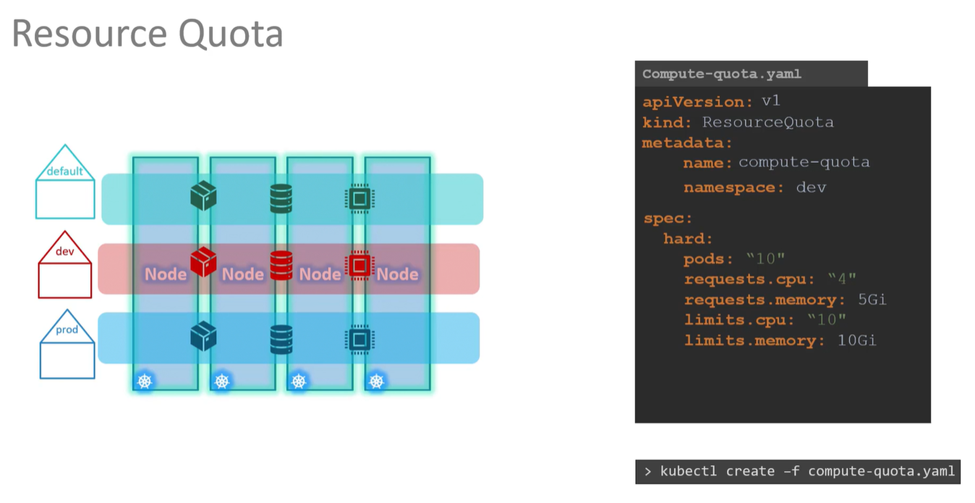 Resource Quota
default
dev
prod
Node Node Node Node
Compute-quota.yaml
apiVersion: v1
kind: ResourceQuota
metadata:
name: compute-quota
namespace: dev
spec:
hard:
pods: “10"
requests.cpu: “4"
requests.memory: 5Gi
limits.cpu: “10"
limits.memory: 10Gi
> kubectl create –f compute-quota.yaml